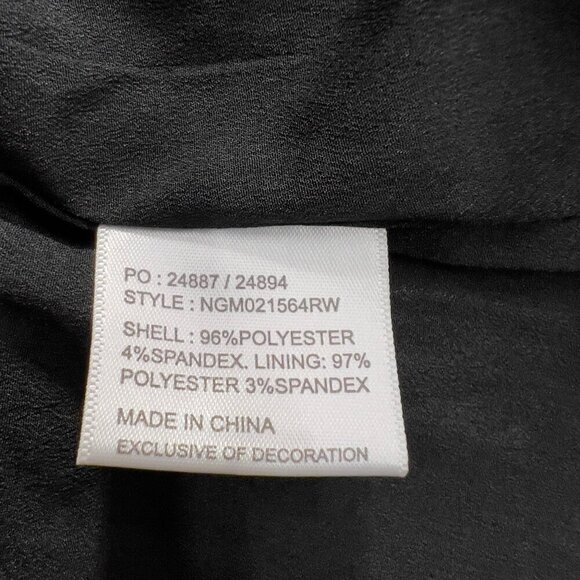 PO : 24887 / 24894
STYLE : NGM021564RW
SHELL : 96%POLYESTER
4%SPANDEX. LINING: 97%
POLYESTER 3%SPANDEX
MADE IN CHINA
EXCLUSIVE OF DECORATION